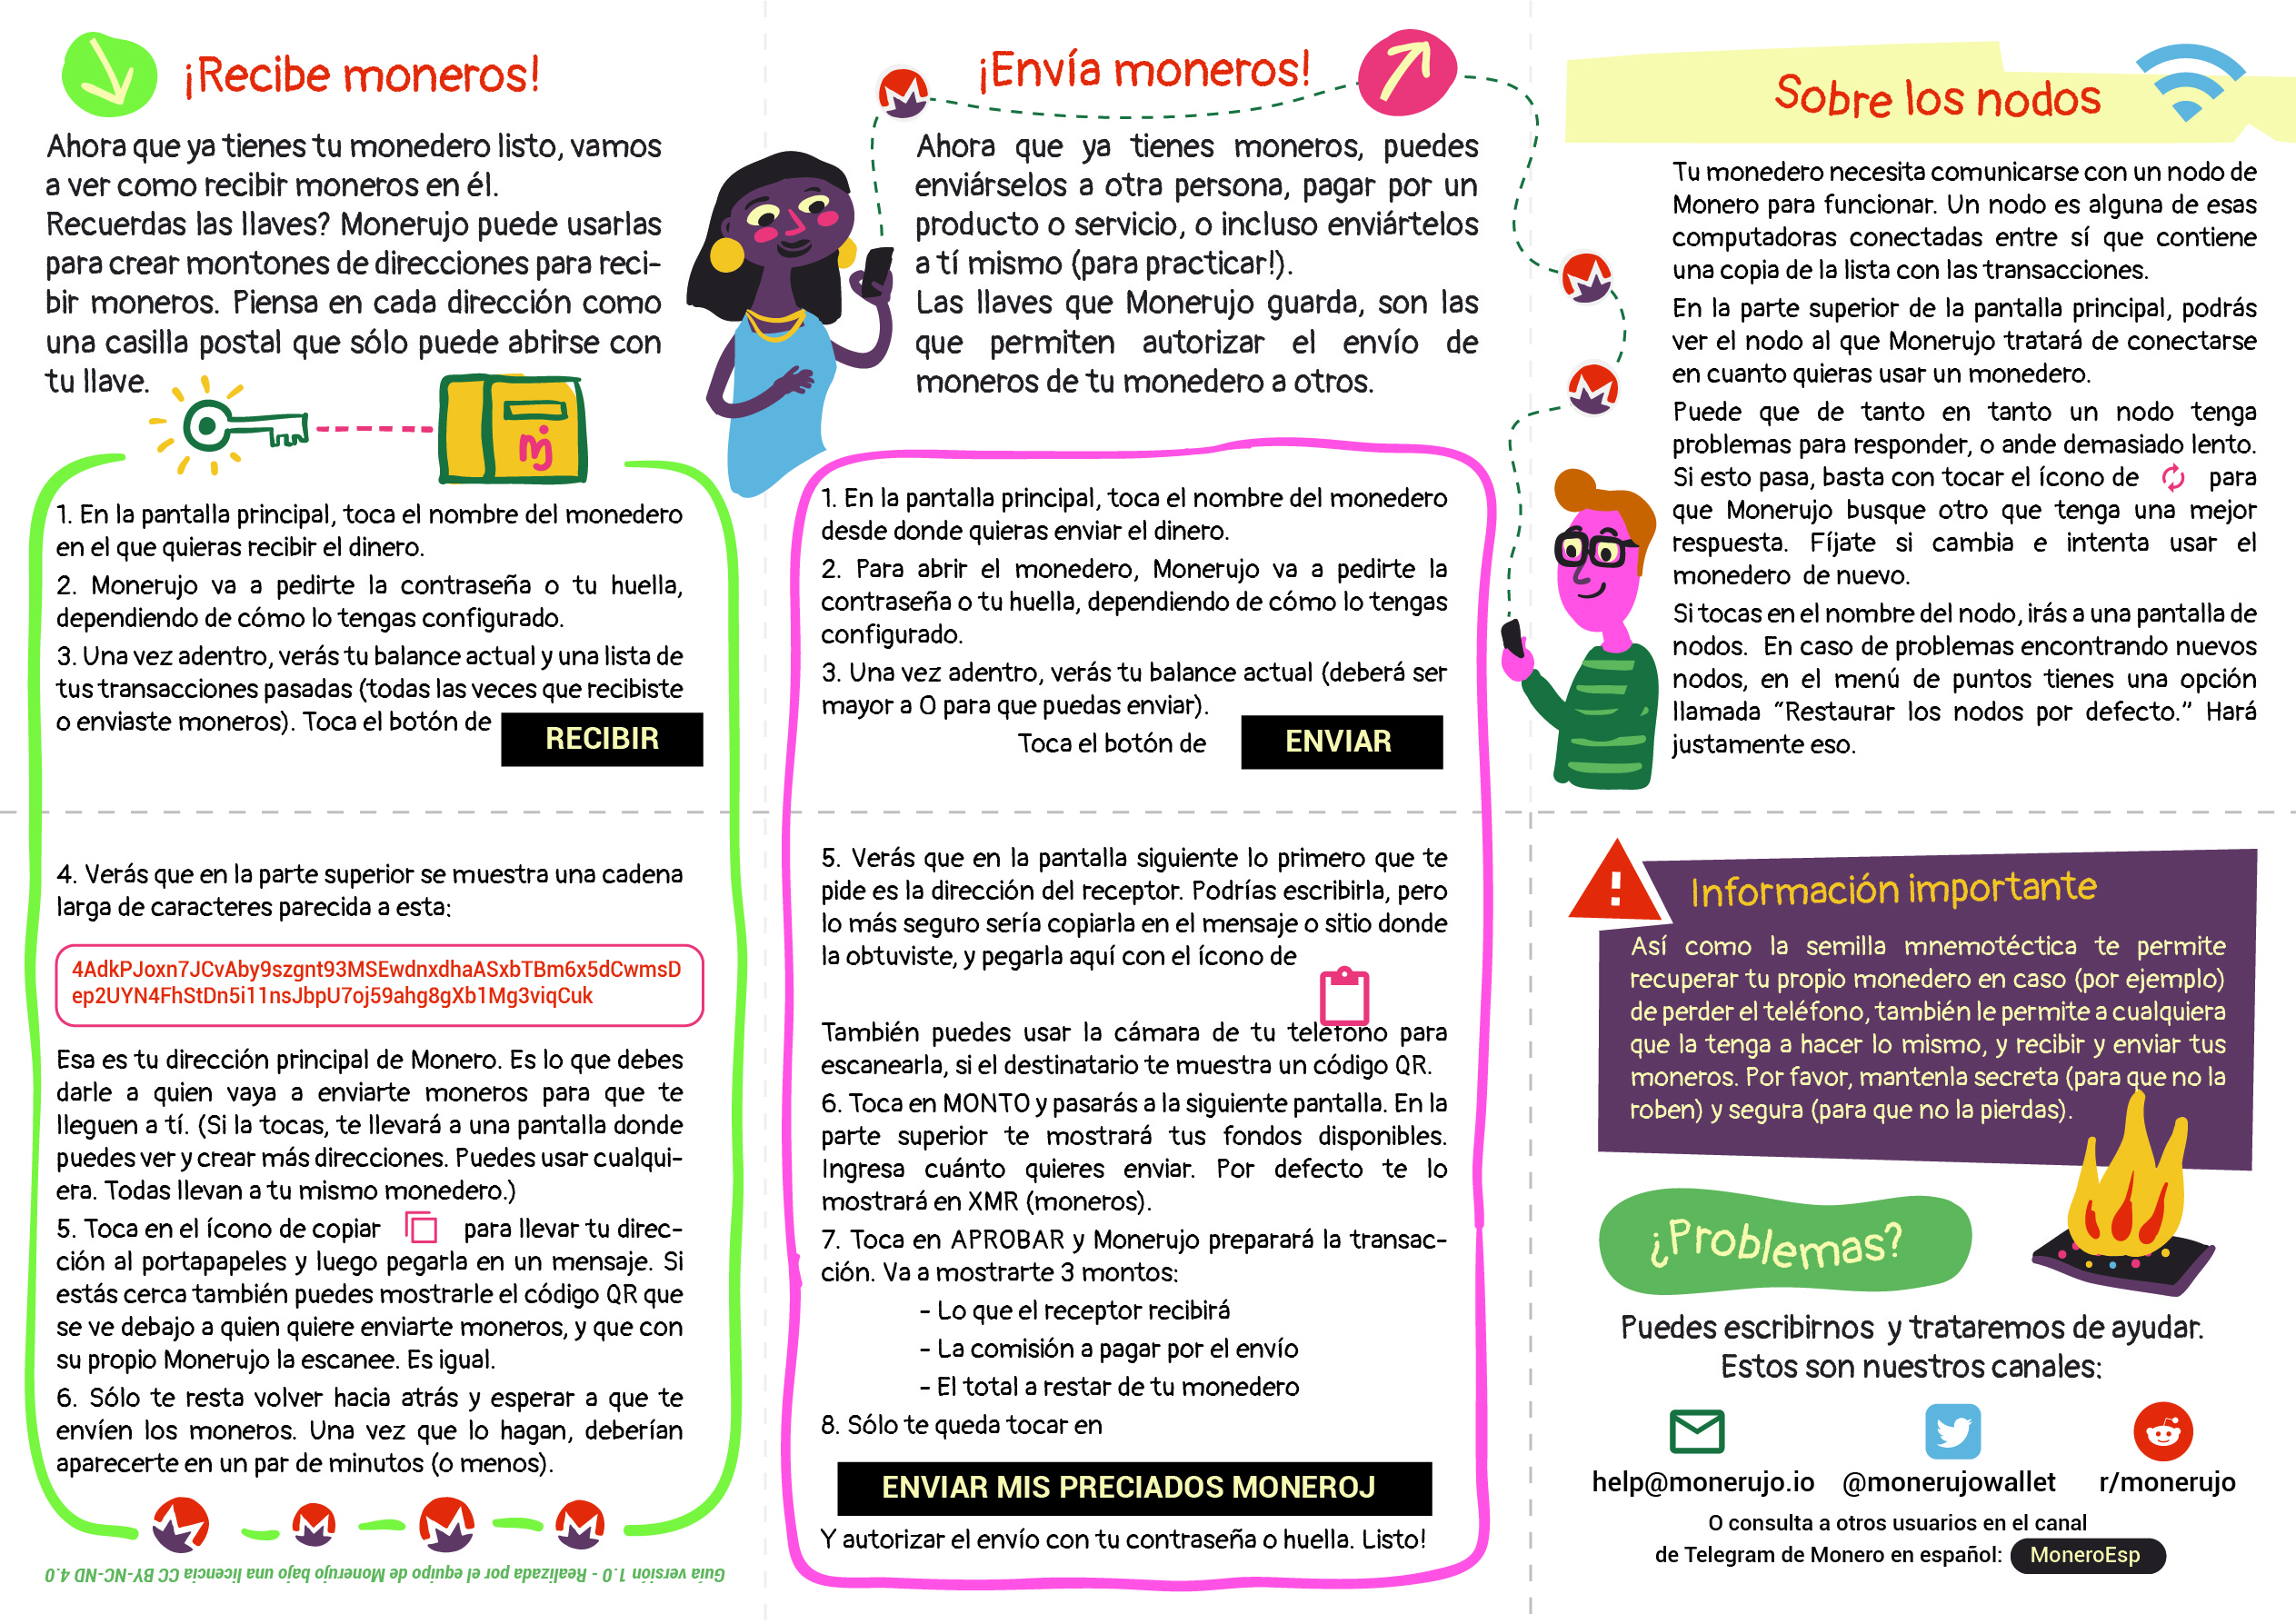 ¡Recibe moneros!
Ahora que ya tienes tu monedero listo, vamos
a ver como recibir moneros en él.
Recuerdas las llaves? Monerujo puede usarlas
para crear montones de direcciones para reci-
bir moneros. Piensa en cada dirección como
una casilla postal que sólo puede abrirse con
tu llave.
mj
1. En la pantalla principal, toca el nombre del monedero
en el que quieras recibir el dinero.
2. Monerujo va a pedirte la contraseña o tu huella,
dependiendo de cómo lo tengas configurado.
3. Una vez adentro, verás tu balance actual y una lista de
tus transacciones pasadas (todas las veces que recibiste
o enviaste moneros). Toca el botón de RECIBIR
4. Verás que en la parte superior se muestra una cadena
larga de caracteres parecida a esta:
4AdkPJoxn7JCvAby9szgnt93MSEwdnxdhaASxbTBm6x5dCwmsD
ep2UYN4FhStDn5i11nsJbpU7oj59ahg8gXb1Mg3viqCuk
Esa es tu dirección principal de Monero. Es lo que debes
darle a quien vaya a enviarte moneros para que te
lleguen a tí. (Si la tocas, te llevará a una pantalla donde
puedes ver y crear más direcciones. Puedes usar cualqui-
era. Todas llevan a tu mismo monedero.)
5. Toca en el ícono de copiar para llevar tu direc-
ción al portapapeles y luego pegarla en un mensaje. Si
estás cerca también puedes mostrarle el código QR que
se ve debajo a quien quiere enviarte moneros, y que con
su propio Monerujo la escanee. Es igual.
6. Sólo te resta volver hacia atrás y esperar a que te
envíen los moneros. Una vez que lo hagan, deberían
aparecerte en un par de minutos (o menos).
Guía versión 1.0 - Realizada por el equipo de Monerujo bajo una licencia CC BY-NC-ND 4.0
¡Envía moneros!
Ahora que ya tienes moneros, puedes
enviárselos a otra persona, pagar por un
producto o servicio, o incluso enviártelos
a tí mismo (para practicar!).
Las llaves que Monerujo guarda, son las
que permiten autorizar el envío de
moneros de tu monedero a otros.
1. En la pantalla principal, toca el nombre del monedero
desde donde quieras enviar el dinero.
2. Para abrir el monedero, Monerujo va a pedirte la
contraseña o tu huella, dependiendo de cómo lo tengas
configurado.
3. Una vez adentro, verás tu balance actual (deberá ser
mayor a 0 para que puedas enviar).
Toca el botón de ENVIAR
5. Verás que en la pantalla siguiente lo primero que te
pide es la dirección del receptor. Podrías escribirla, pero
lo más seguro sería copiarla en el mensaje o sitio donde
la obtuviste, y pegarla aquí con el ícono de
También puedes usar la cámara de tu teléfono para
escanearla, si el destinatario te muestra un código QR.
6. Toca en MONTO y pasarás a la siguiente pantalla. En la
parte superior te mostrará tus fondos disponibles.
Ingresa cuánto quieres enviar. Por defecto te lo
mostrará en XMR (moneros).
7. Toca en APROBAR y Monerujo preparará la transac-
ción. Va a mostrarte 3 montos:
- Lo que el receptor recibirá
- La comisión a pagar por el envío
- El total a restar de tu monedero
8. Sólo te queda tocar en
ENVIAR MIS PRECIADOS MONEROJ
Y autorizar el envío con tu contraseña o huella. Listo!
Sobre los nodos
Tu monedero necesita comunicarse con un nodo de
Monero para funcionar. Un nodo es alguna de esas
computadoras conectadas entre sí que contiene
una copia de la lista con las transacciones.
En la parte superior de la pantalla principal, podrás
ver el nodo al que Monerujo tratará de conectarse
en cuanto quieras usar un monedero.
Puede que de tanto en tanto un nodo tenga
problemas para responder, o ande demasiado lento.
Si esto pasa, basta con tocar el ícono de para
que Monerujo busque otro que tenga una mejor
respuesta. Fíjate si cambia e intenta usar el
monedero de nuevo.
Si tocas en el nombre del nodo, irás a una pantalla de
nodos. En caso de problemas encontrando nuevos
nodos, en el menú de puntos tienes una opción
llamada “Restaurar los nodos por defecto.” Hará
justamente eso.
Información importante
Así como la semilla mnemotéctica te permite
recuperar tu propio monedero en caso (por ejemplo)
de perder el teléfono, también le permite a cualquiera
que la tenga a hacer lo mismo, y recibir y enviar tus
moneros. Por favor, mantenla secreta (para que no la
roben) y segura (para que no la pierdas).
¿Problemas?
Puedes escribirnos y trataremos de ayudar.
Estos son nuestros canales:
help@monerujo.io @monerujowallet r/monerujo
O consulta a otros usuarios en el canal
de Telegram de Monero en español: MoneroEsp